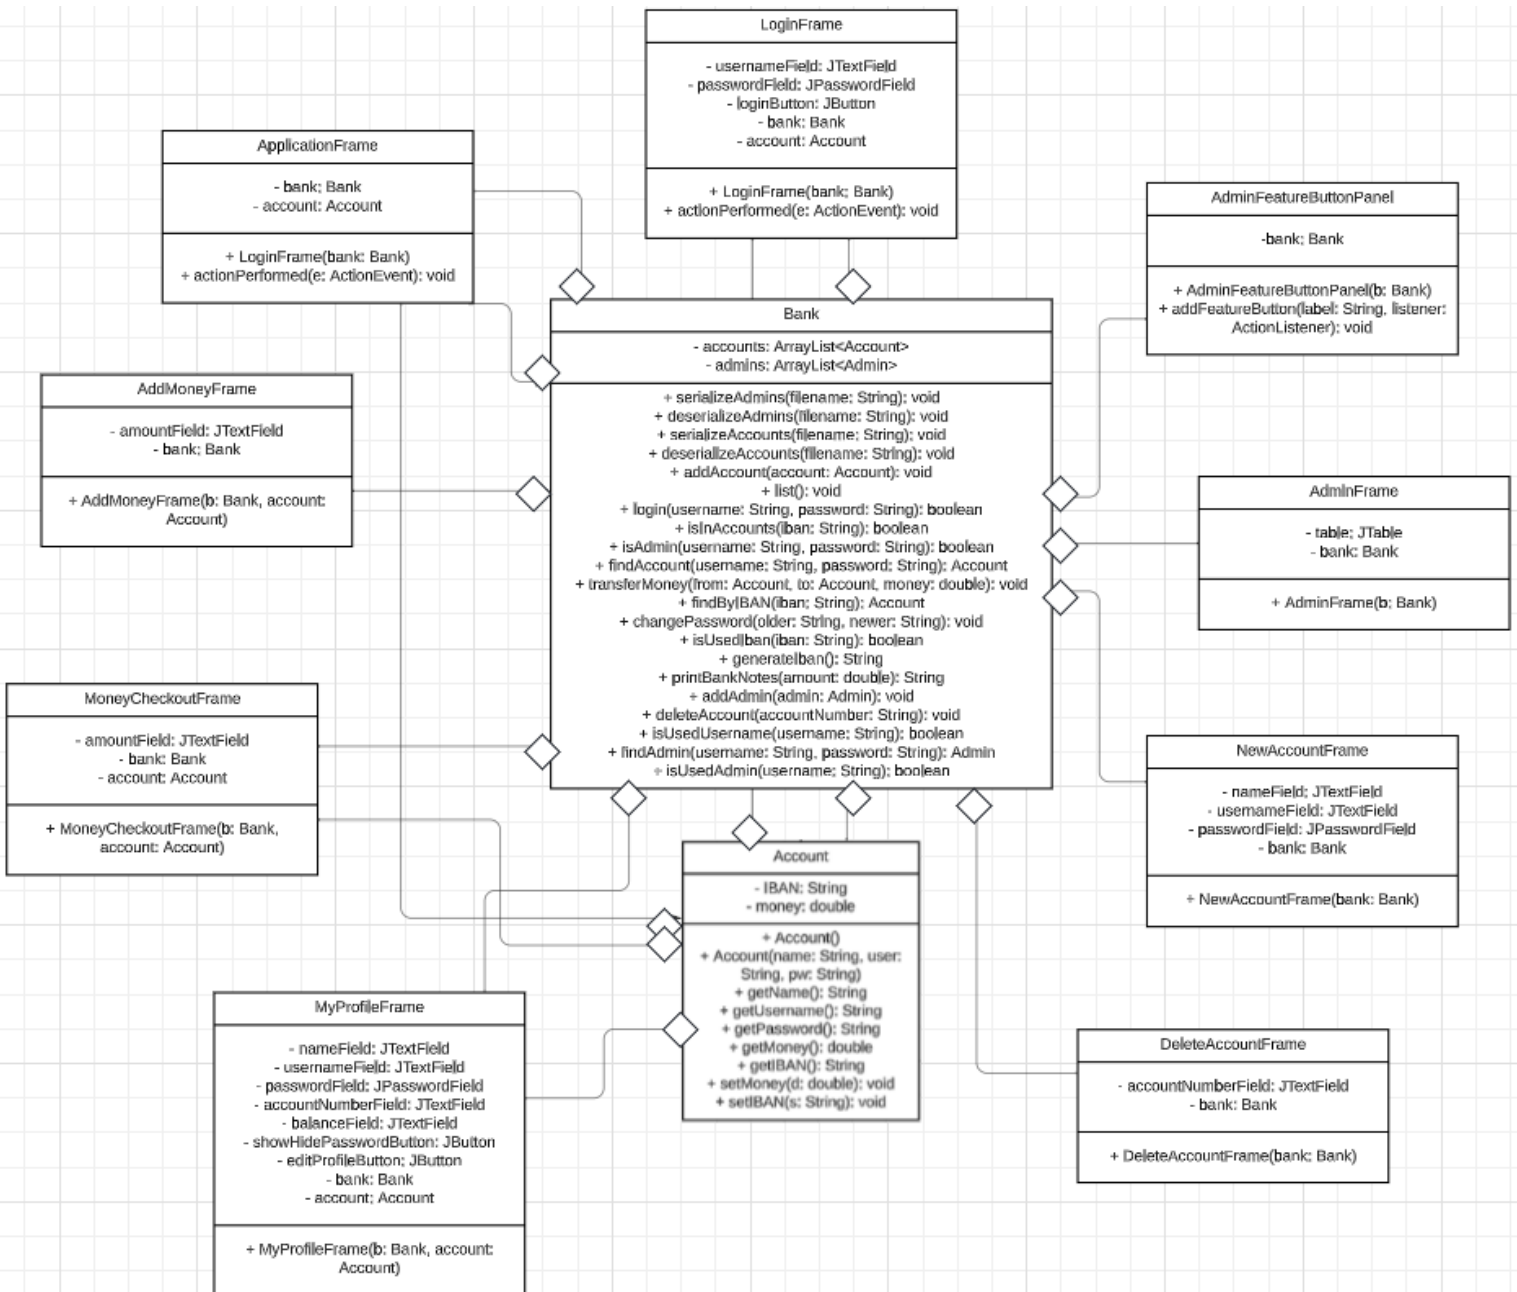 LoginFrame
- usernameField: JTextField
- passwordField: JPasswordField
- loginButton: JButton
- bank: Bank
- account: Account
+ LoginFrame(bank: Bank)
+ actionPerformed(e: ActionEvent): void
ApplicationFrame
- bank: Bank
- account: Account
+ LoginFrame(bank: Bank)
+ actionPerformed(e: ActionEvent): void
AdminFeatureButtonPanel
-bank: Bank
+ AdminFeatureButtonPanel(b: Bank)
+ addFeatureButton(label: String, listener:
ActionListener): void
Bank
- accounts: ArrayList<Account>
- admins: ArrayList<Admin>
+ serializeAdmins(filename: String): void
+ deserializeAdmins(filename: String): void
+ serializeAccounts(filename: String): void
+ deserializeAccounts(filename: String): void
+ addAccount(account: Account): void
+ list(): void
+ login(username: String, password: String): boolean
+ isInAccounts(iban: String): boolean
+ isAdmin(username: String, password: String): boolean
+ findAccount(username: String, password: String): Account
+ transferMoney(from: Account, to: Account, money: double): void
+ findByIBAN(iban: String): Account
+ changePassword(older: String, newer: String): void
+ isUsedIban(iban: String): boolean
+ generateIban(): String
+ printBankNotes(amount: double): String
+ addAdmin(admin: Admin): void
+ deleteAccount(accountNumber: String): void
+ isUsedUsername(username: String): boolean
+ findAdmin(username: String, password: String): Admin
+ isUsedAdmin(username: String): boolean
AddMoneyFrame
- amountField: JTextField
- bank: Bank
+ AddMoneyFrame(b: Bank, account:
Account)
AdminFrame
- table: JTable
- bank: Bank
+ AdminFrame(b: Bank)
MoneyCheckoutFrame
- amountField: JTextField
- bank: Bank
- account: Account
+ MoneyCheckoutFrame(b: Bank,
account: Account)
NewAccountFrame
- nameField: JTextField
- usernameField: JTextField
- passwordField: JPasswordField
- bank: Bank
+ NewAccountFrame(bank: Bank)
Account
- IBAN: String
- money: double
+ Account()
+ Account(name: String, user:
String, pw: String)
+ getName(): String
+ getUsername(): String
+ getPassword(): String
+ getMoney(): double
+ getIBAN(): String
+ setMoney(d: double): void
+ setIBAN(s: String): void
MyProfileFrame
- nameField: JTextField
- usernameField: JTextField
- passwordField: JPasswordField
- accountNumberField: JTextField
- balanceField: JTextField
- showHidePasswordButton: JButton
- editProfileButton: JButton
- bank: Bank
- account: Account
+ MyProfileFrame(b: Bank, account:
Account)
DeleteAccountFrame
- accountNumberField: JTextField
- bank: Bank
+ DeleteAccountFrame(bank: Bank)